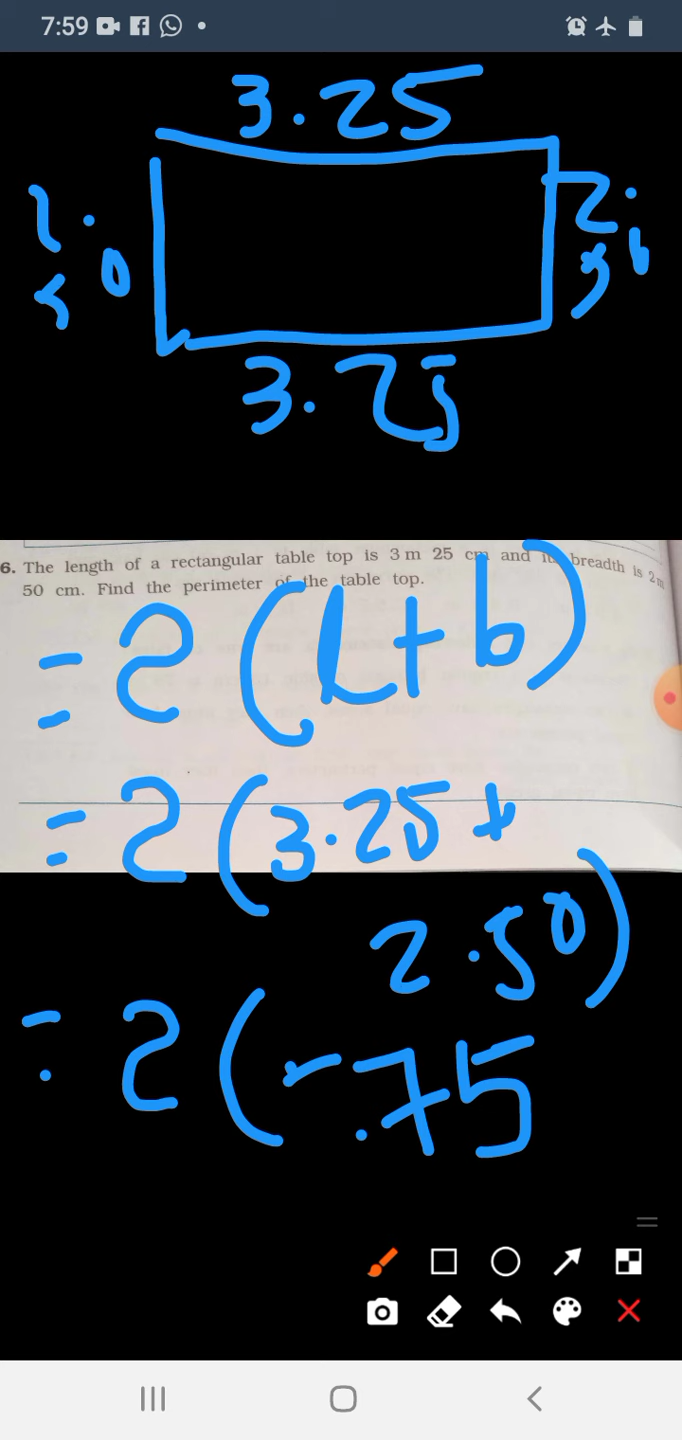 7:59
3.25
2.
50
2.
50
3.25
6. The length of a rectangular table top is 3 m 25 cm and its breadth is 2 m
50 cm. Find the perimeter of the table top.
= 2 (l+b)
= 2 (3.25 +
2.50)
= 2 ( .75